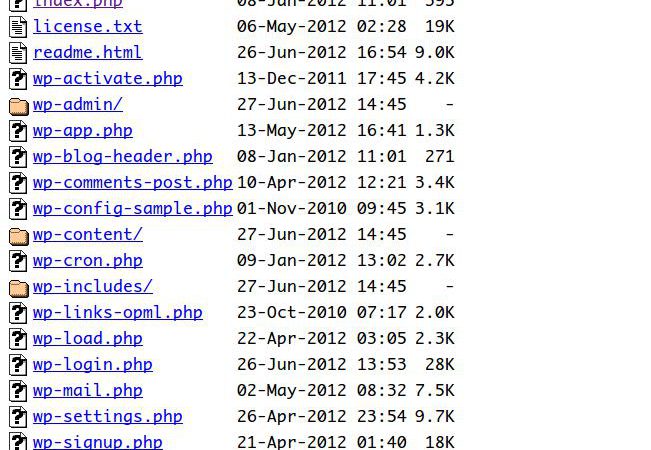 index.php 08-Jan-2012 11:01 395
license.txt 06-May-2012 02:28 19K
readme.html 26-Jun-2012 16:54 9.0K
wp-activate.php 13-Dec-2011 17:45 4.2K
wp-admin/ 27-Jun-2012 14:45 -
wp-app.php 13-May-2012 16:41 1.3K
wp-blog-header.php 08-Jan-2012 11:01 271
wp-comments-post.php 10-Apr-2012 12:21 3.4K
wp-config-sample.php 01-Nov-2010 09:45 3.1K
wp-content/ 27-Jun-2012 14:45 -
wp-cron.php 09-Jan-2012 13:02 2.7K
wp-includes/ 27-Jun-2012 14:45 -
wp-links-opml.php 23-Oct-2010 07:17 2.0K
wp-load.php 22-Apr-2012 03:05 2.3K
wp-login.php 26-Jun-2012 13:53 28K
wp-mail.php 02-May-2012 08:32 7.5K
wp-settings.php 26-Apr-2012 23:54 9.7K
wp-signup.php 21-Apr-2012 01:40 18K